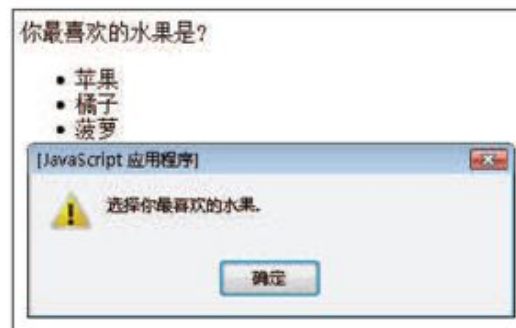 你最喜欢的水果是?
• 苹果
• 橘子
• 菠萝
[JavaScript 应用程序]
选择你最喜欢的水果.
确定